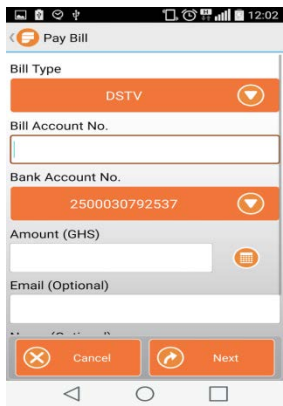 12:02
Pay Bill
Bill Type
DSTV
Bill Account No.
Bank Account No.
2500030792537
Amount (GHS)
Email (Optional)
Cancel
Next